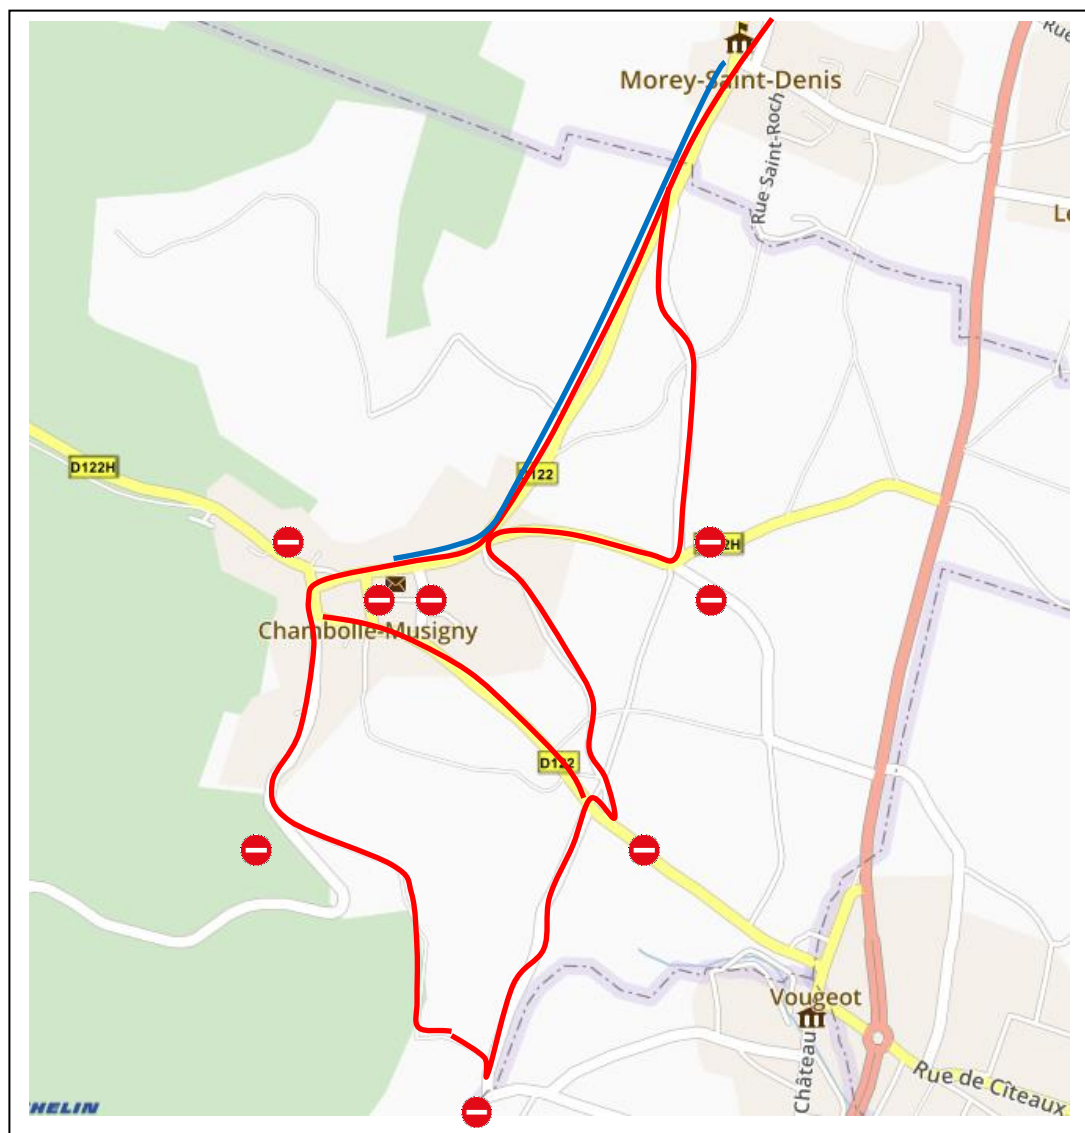 Rue
Morey-Saint-Denis
Rue Saint-Roch
Le
D122H
D122
2H
Chambolle-Musigny
D122
Vougeot
Château
Rue de Cîteaux
HELIN